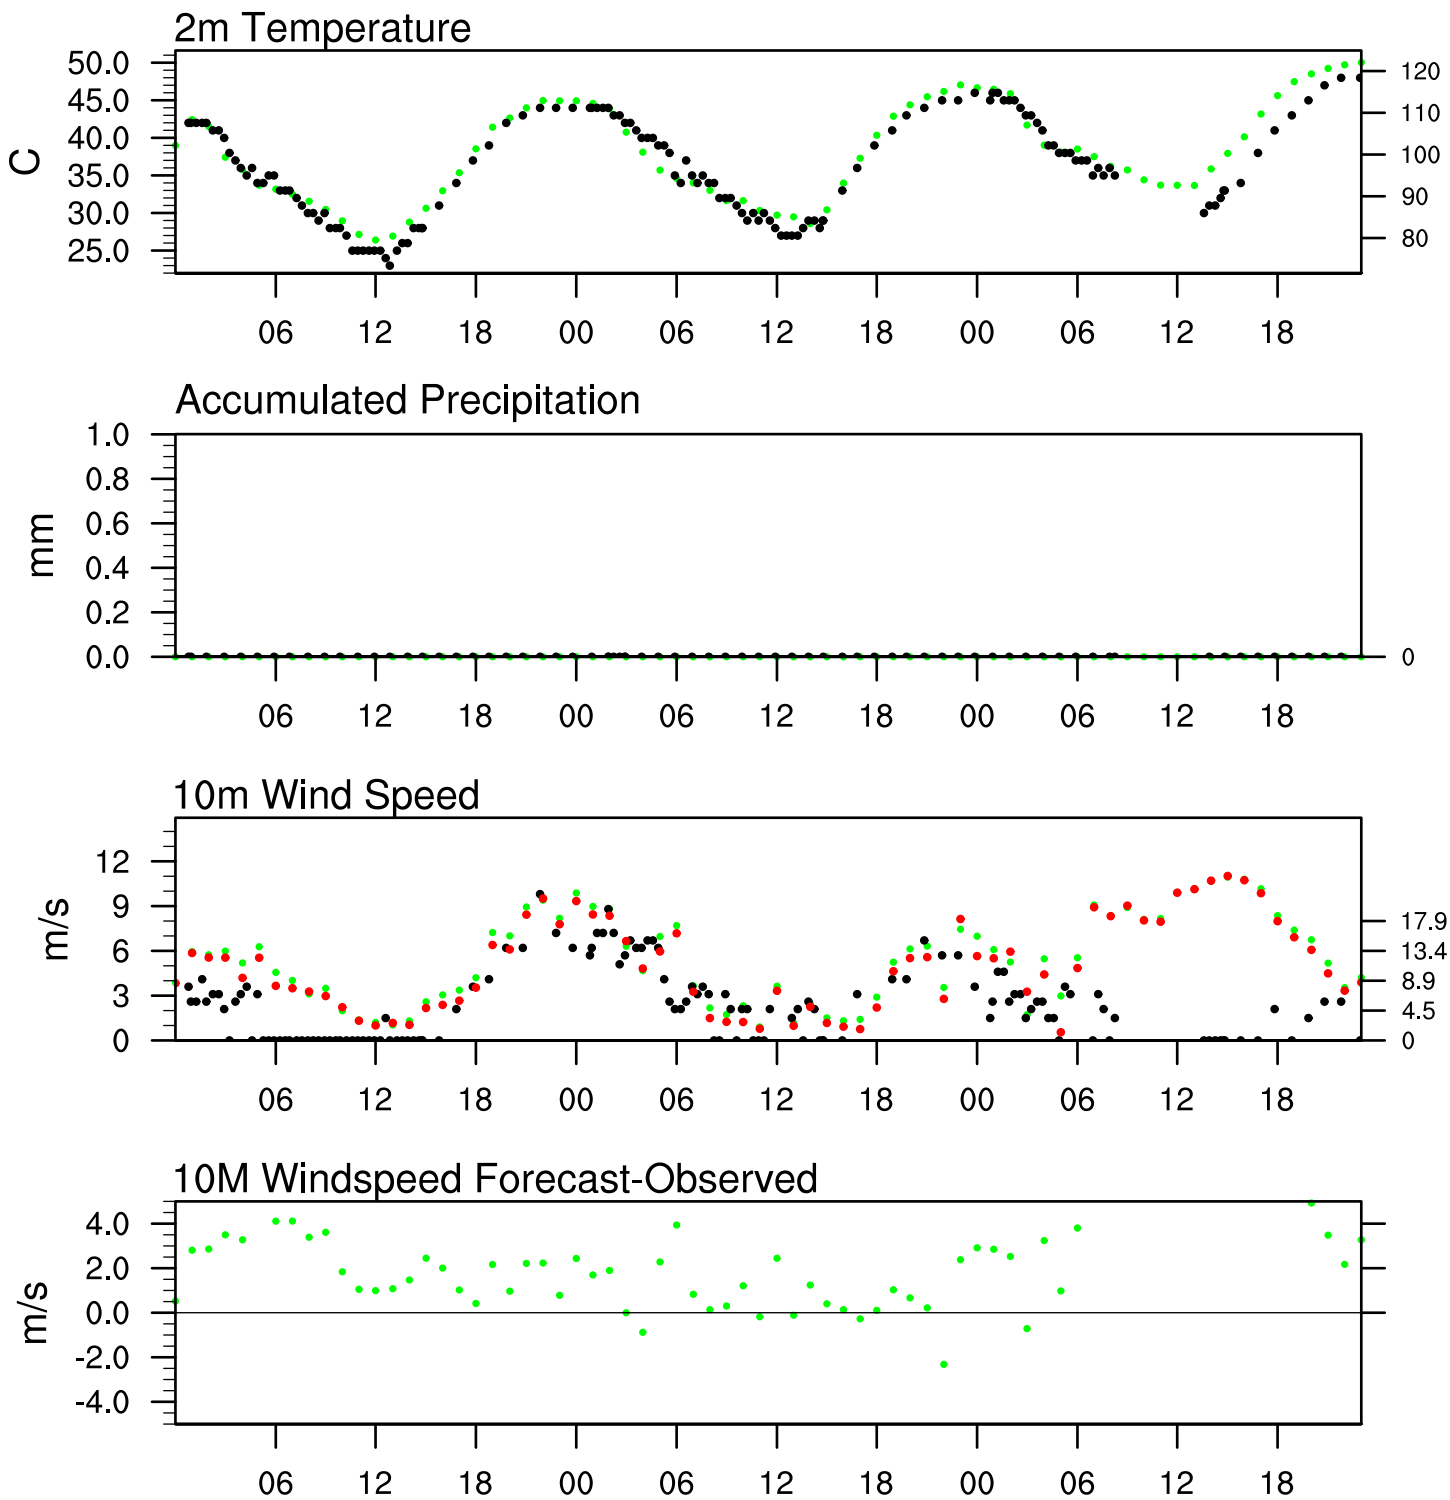 2m Temperature
50.0
45.0
40.0
35.0
30.0
25.0
C
120
110
100
90
80
06 12 18 00 06 12 18 00 06 12 18
Accumulated Precipitation
1.0
0.8
0.6
0.4
0.2
0.0
mm
0
06 12 18 00 06 12 18 00 06 12 18
10m Wind Speed
12
9
6
3
0
m/s
17.9
13.4
8.9
4.5
0
06 12 18 00 06 12 18 00 06 12 18
10M Windspeed Forecast-Observed
4.0
2.0
0.0
-2.0
-4.0
m/s
06 12 18 00 06 12 18 00 06 12 18